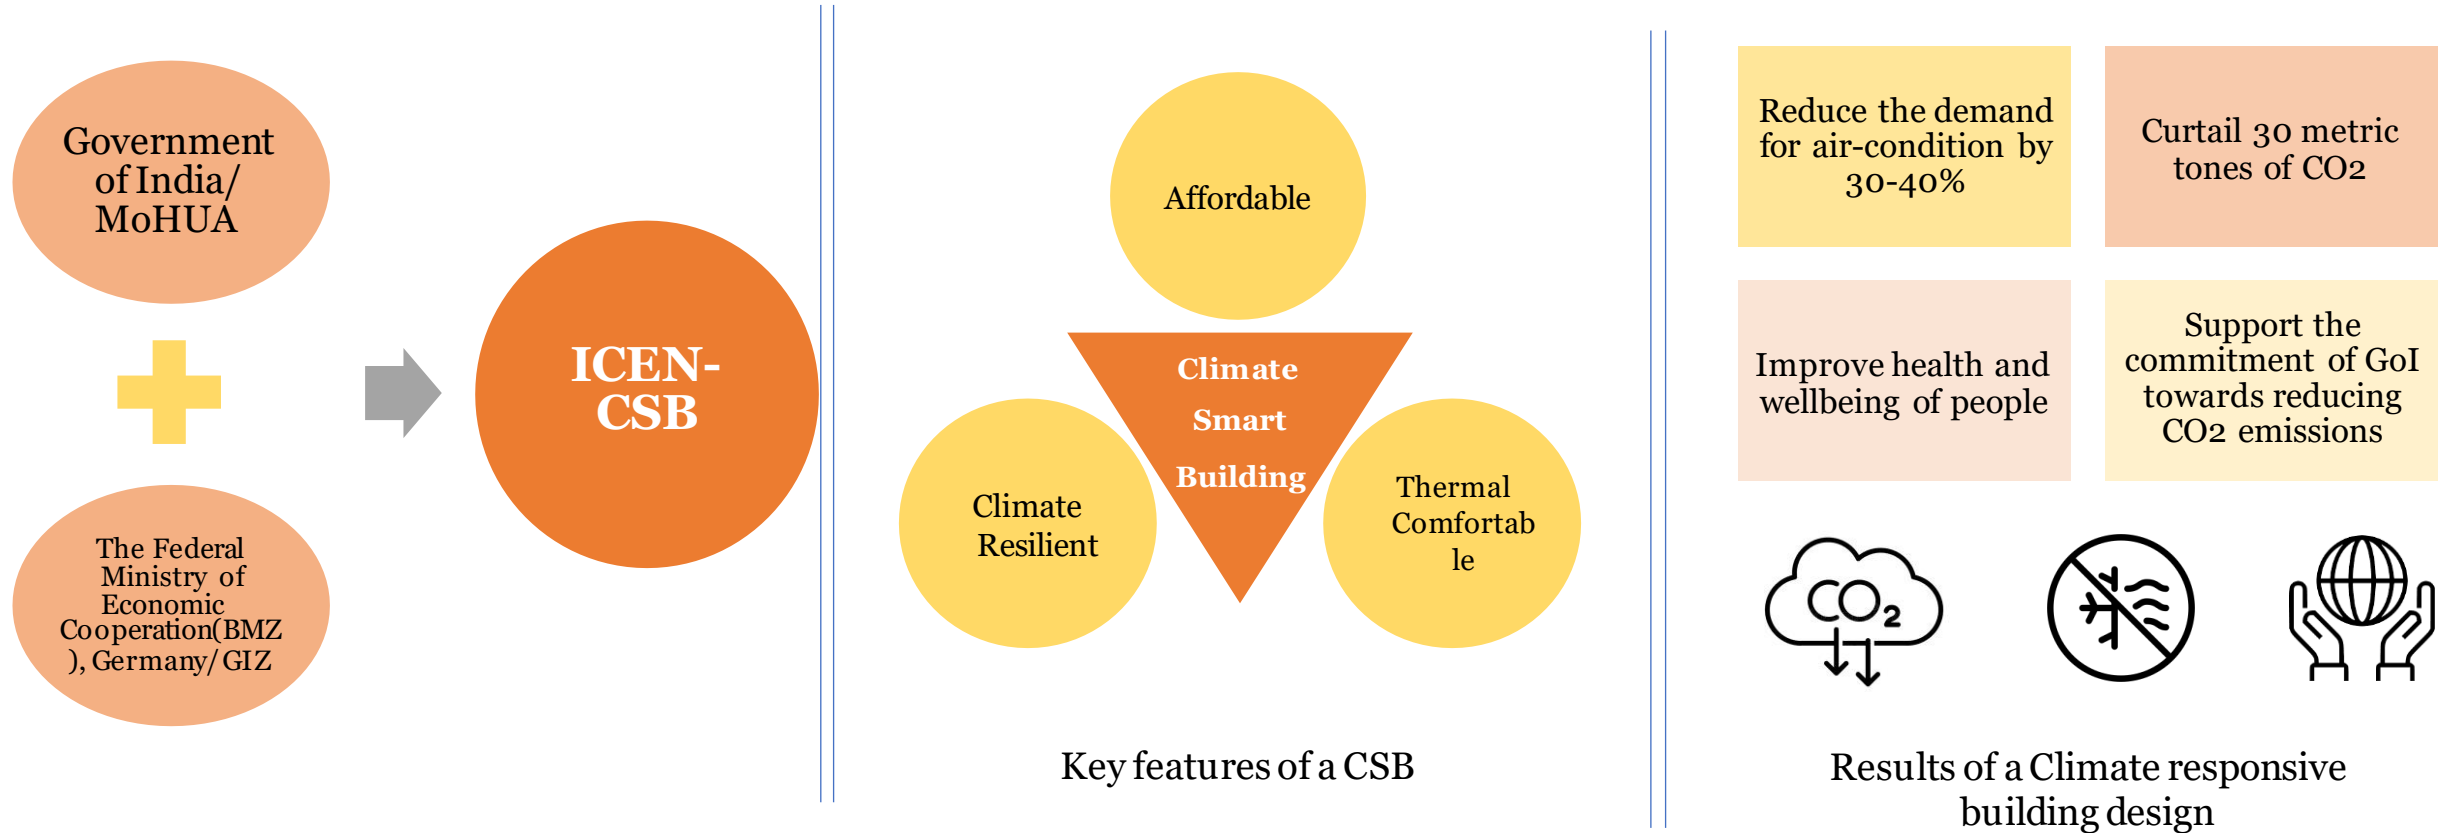 Government
of India/
MoHUA
The Federal
Ministry of
Economic
Cooperation(BMZ
), Germany/GIZ
ICEN-
CSB
Affordable
Climate
Smart
Building
Climate
Resilient
Thermal
Comfortab
le
Key features of a CSB
Reduce the demand
for air-condition by
30-40%
Curtail 30 metric
tones of CO2
Improve health and
wellbeing of people
Support the
commitment of GoI
towards reducing
CO2 emissions
CO2
Results of a Climate responsive
building design